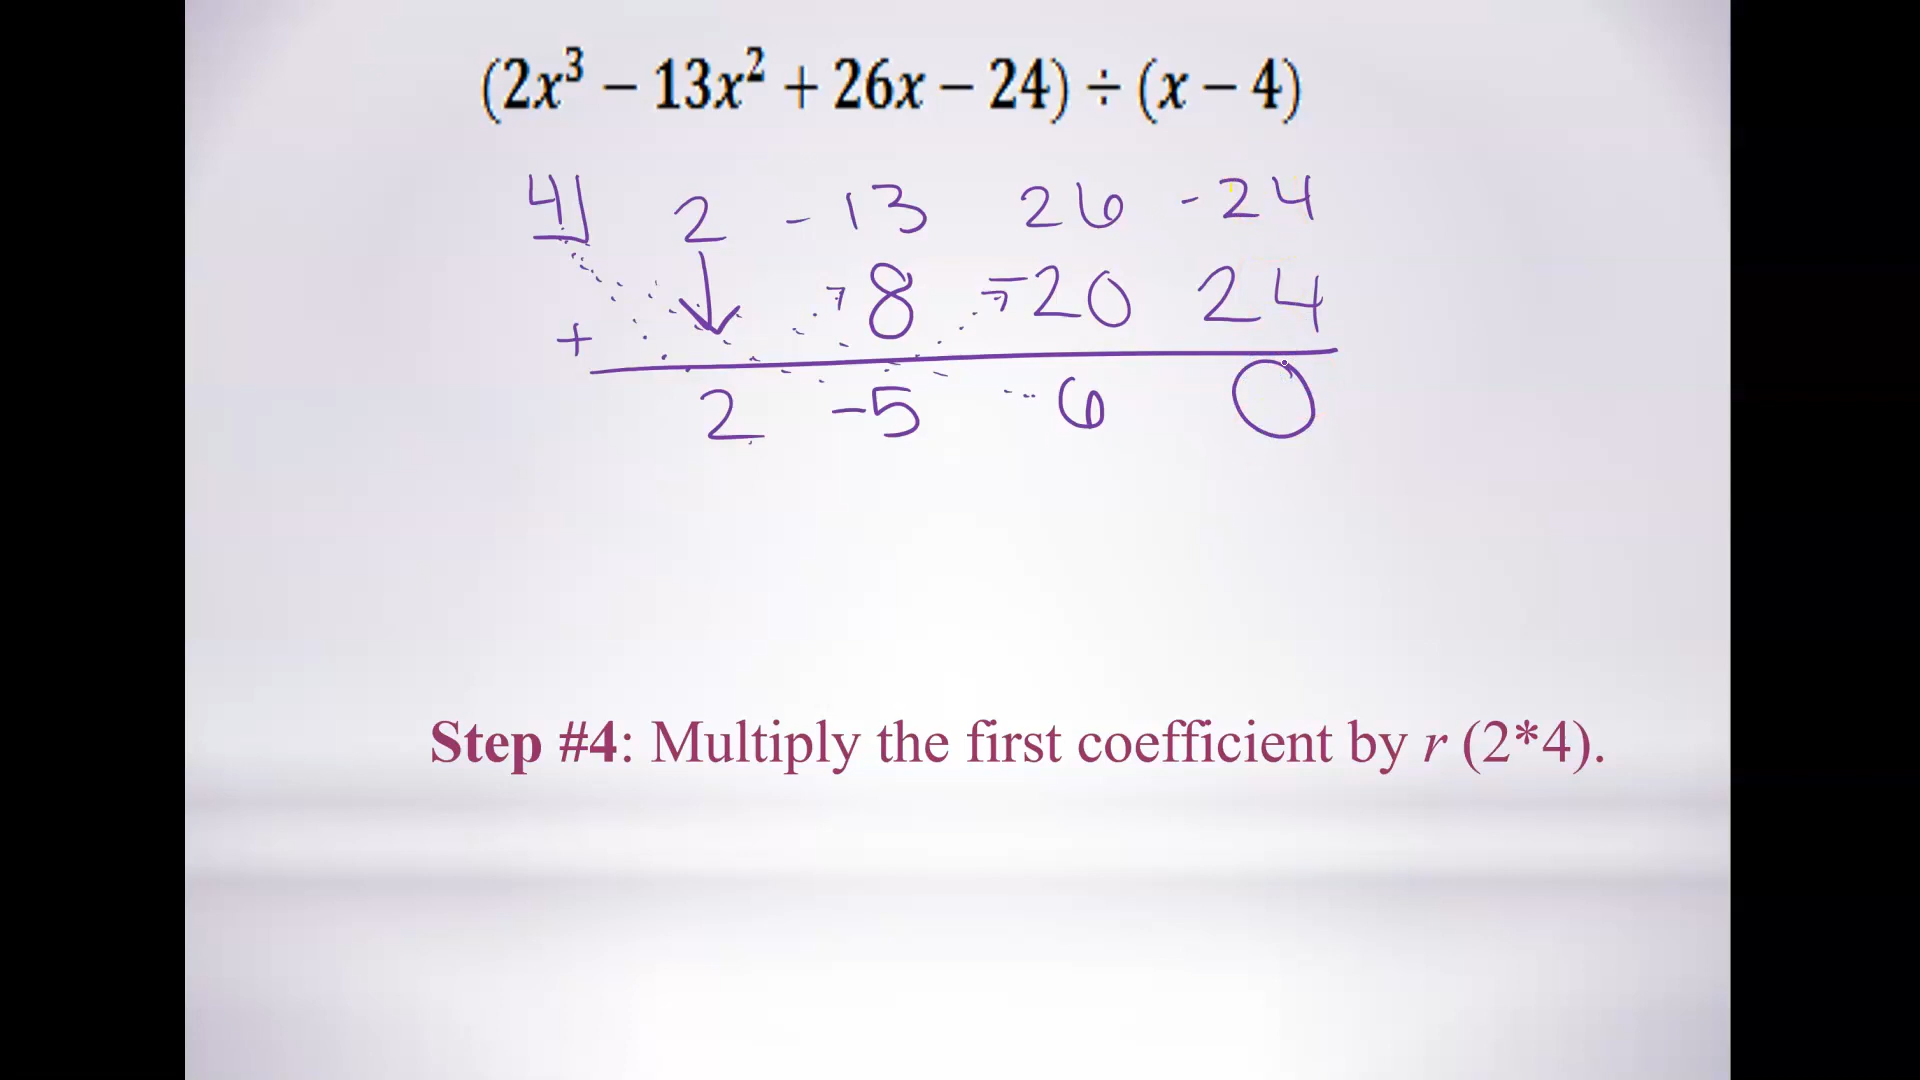 (2x³ − 13x² + 26x − 24) ÷ (x − 4)
4 2 -13 26 -24
8 -20 24
+
2 -5 6 0
Step #4: Multiply the first coefficient by r (2*4).